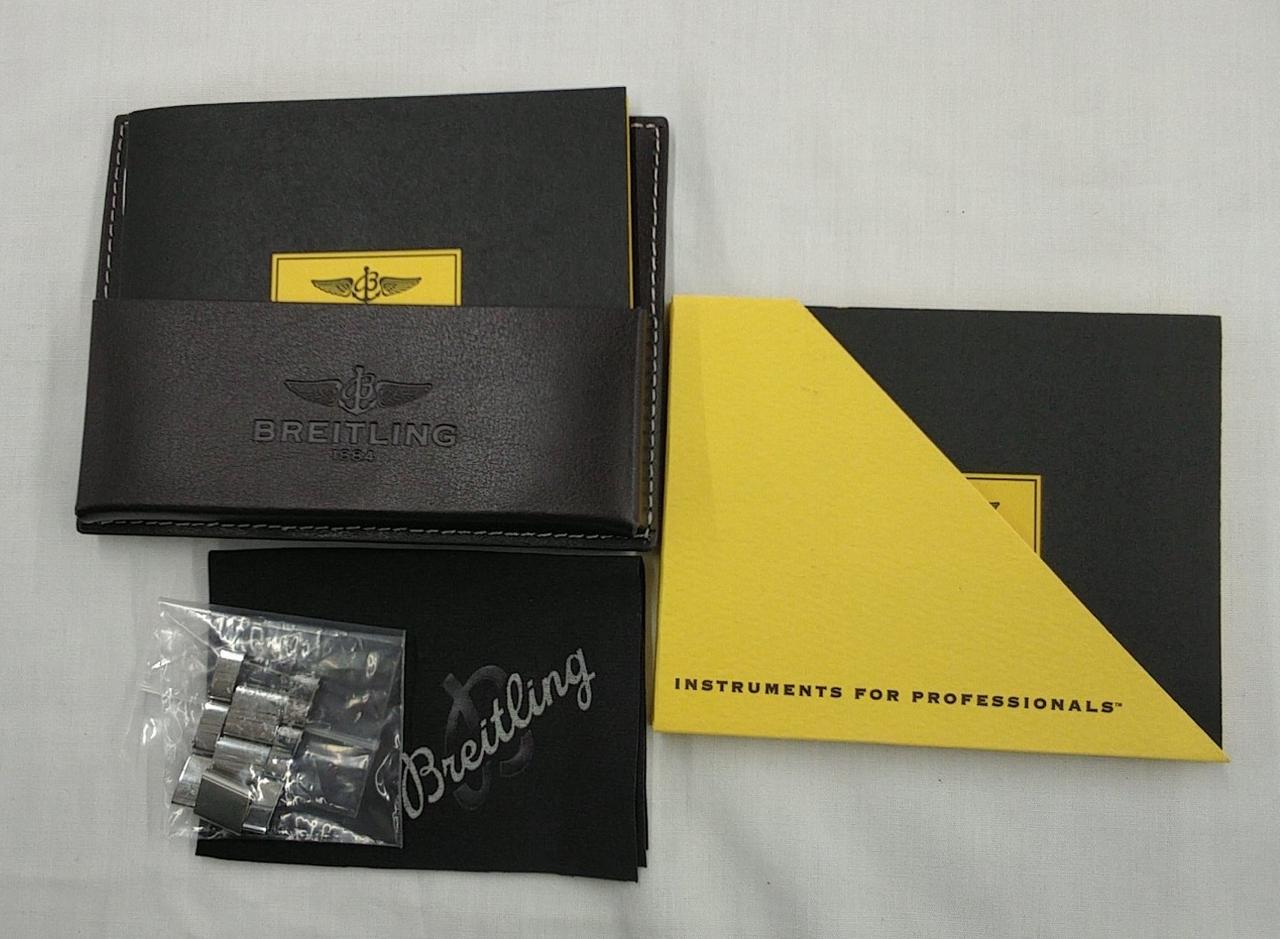 BREITLING
1884
Breitling
INSTRUMENTS FOR PROFESSIONALS™